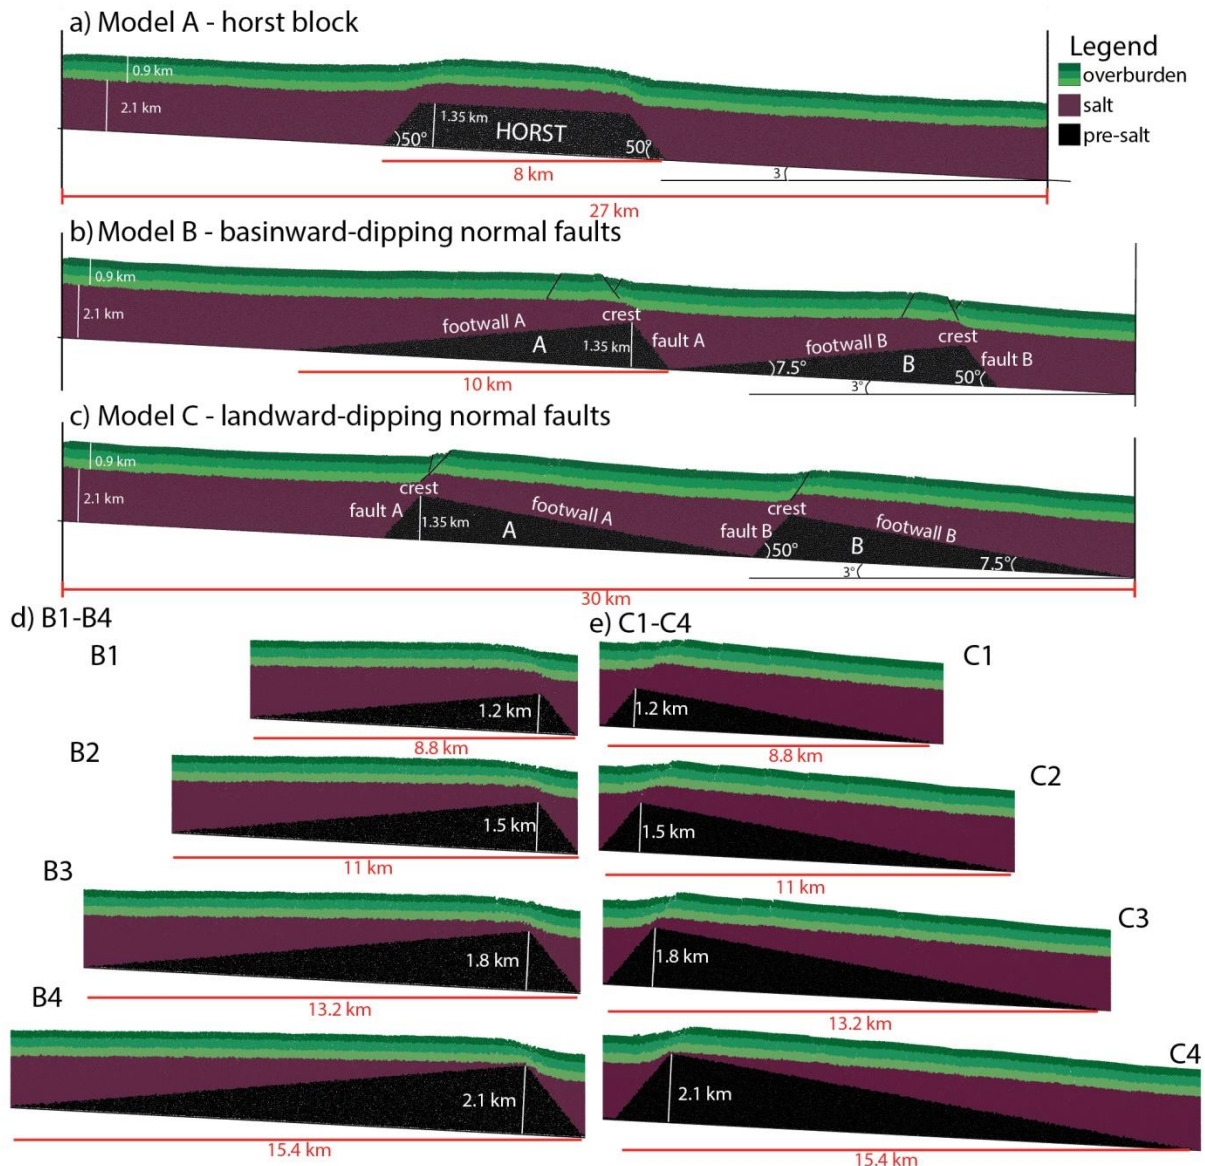 a) Model A - horst block
Legend
overburden
salt
pre-salt
0.9 km
2.1 km
1.35 km
HORST
50°
50°
8 km
3
27 km
b) Model B - basinward-dipping normal faults
0.9 km
2.1 km
footwall A
crest
fault A
A
1.35 km
10 km
footwall B
crest
fault B
B
7.5°
50°
3°
c) Model C - landward-dipping normal faults
0.9 km
2.1 km
crest
fault A
1.35 km
footwall A
A
crest
fault B
footwall B
B
50°
7.5°
3°
30 km
d) B1-B4
e) C1-C4
B1
1.2 km
8.8 km
C1
1.2 km
8.8 km
B2
1.5 km
11 km
C2
1.5 km
11 km
B3
1.8 km
13.2 km
C3
1.8 km
13.2 km
B4
2.1 km
15.4 km
C4
2.1 km
15.4 km